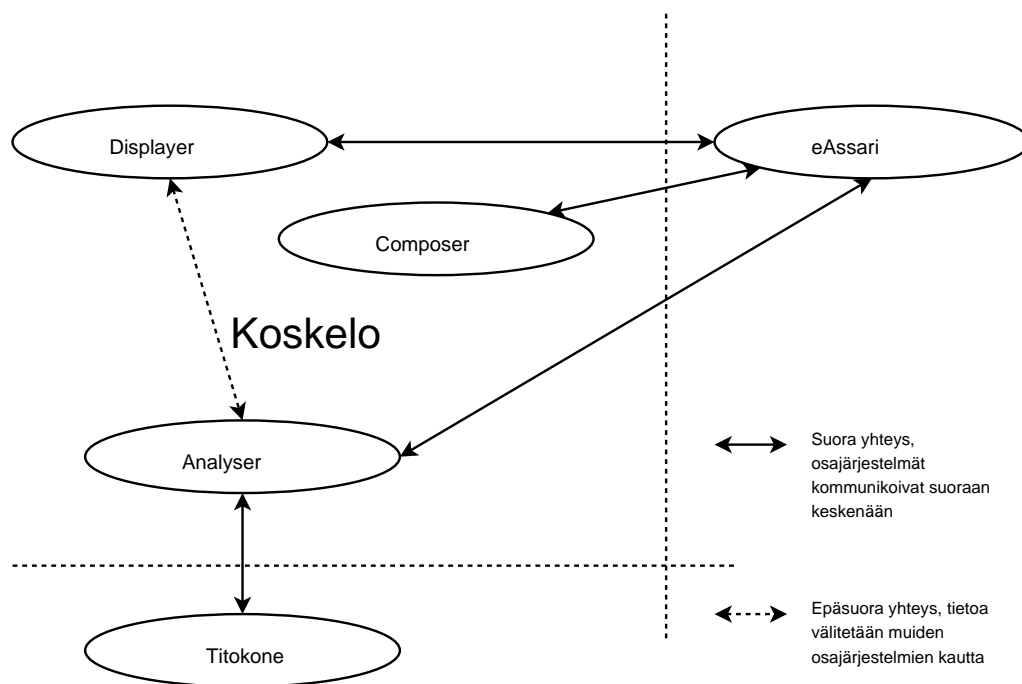 Displayer
eAssari
Composer
Koskelo
Analyser
Suora yhteys,
osajärjestelmät
kommunikoivat suoraan
keskenään
Epäsuora yhteys, tietoa
välitetään muiden
osajärjestelmien kautta
Titokone